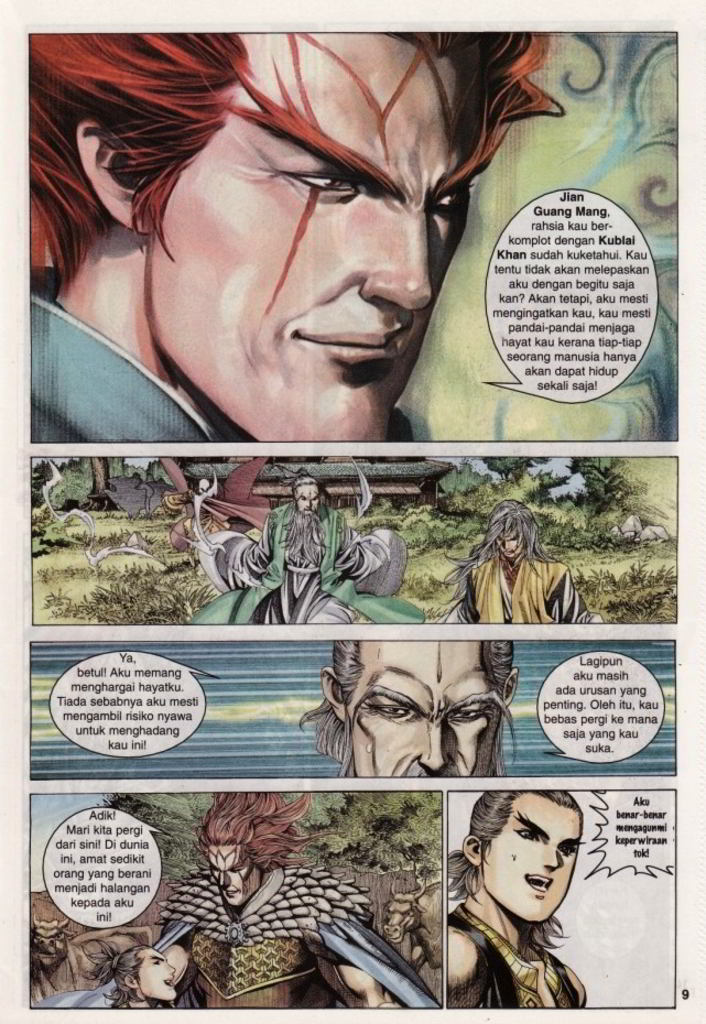 Jian
Guang Mang,
rahsia kau ber-
komplot dengan Kublai
Khan sudah kuketahui. Kau
tentu tidak akan melepaskan
aku dengan begitu saja
kan? Akan tetapi, aku mesti
mengingatkan kau, kau mesti
pandai-pandai menjaga
hayat kau kerana tiap-tiap
seorang manusia hanya
akan dapat hidup
sekali saja!
Ya,
betul! Aku memang
menghargai hayatku.
Tiada sebabnya aku mesti
mengambil risiko nyawa
untuk menghadang
kau ini!
Lagipun
aku masih
ada urusan yang
penting. Oleh itu, kau
bebas pergi ke mana
saja yang kau
suka.
Adik!
Mari kita pergi
dari sini! Di dunia
ini, amat sedikit
orang yang berani
menjadi halangan
kepada aku
ini!
Aku
benar-benar
mengagunmi
keperwiraan
tok!
9